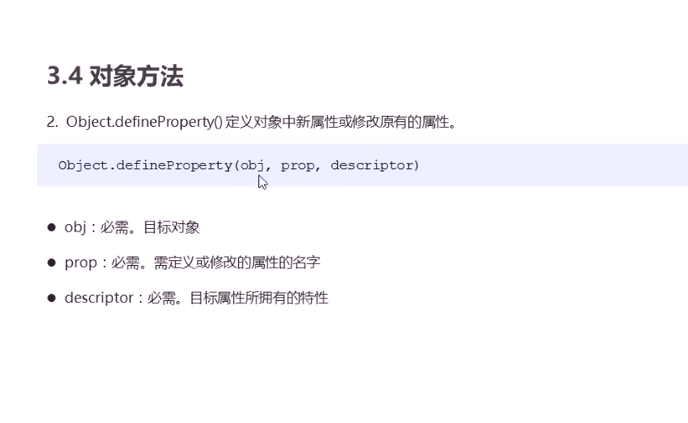 3.4 对象方法
2. Object.defineProperty() 定义对象中新属性或修改原有的属性。
Object.defineProperty(obj, prop, descriptor)
● obj：必需。目标对象
● prop：必需。需定义或修改的属性的名字
● descriptor：必需。目标属性所拥有的特性